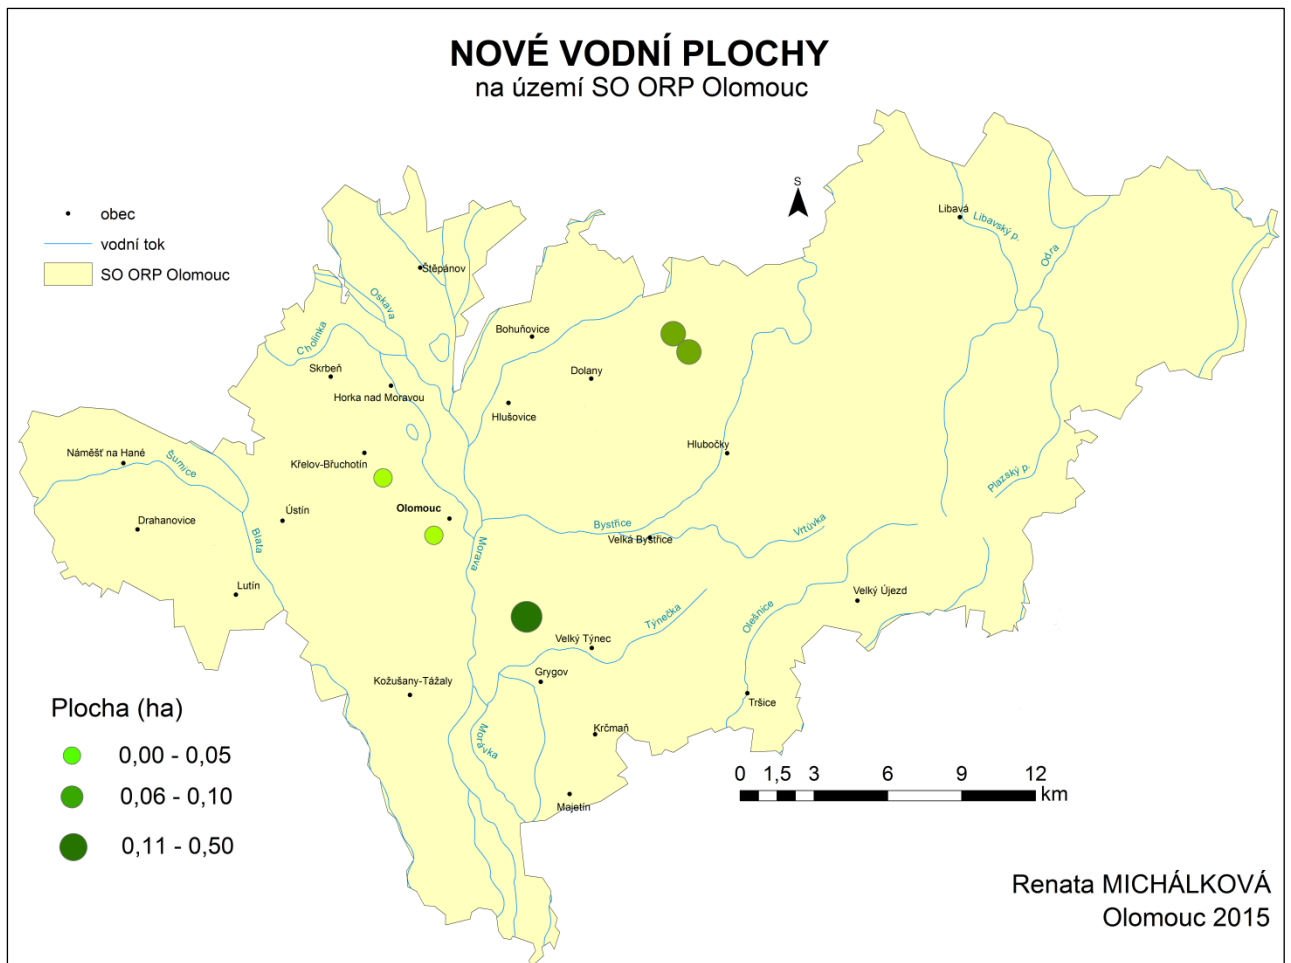 NOVÉ VODNÍ PLOCHY
na území SO ORP Olomouc
S
obec
vodní tok
SO ORP Olomouc
Libavá
Libavský p.
Odra
Štěpánov
Oskava
Cholinka
Bohuňovice
Skrbeň
Dolany
Horka nad Moravou
Hlušovice
Hlubočky
Náměšť na Hané
Šumice
Křelov-Břuchotín
Plazský p.
Olomouc
Ústín
Drahanovice
Bystřice
Vrtůvka
Blata
Velká Bystřice
Morava
Lutín
Velký Újezd
Týnečka
Olešnice
Velký Týnec
Grygov
Kožušany-Tážaly
Tršice
Morávka
Krčmaň
Majetín
Plocha (ha)
0,00 - 0,05
0,06 - 0,10
0,11 - 0,50
0 1,5 3 6 9 12
km
Renata MICHÁLKOVÁ
Olomouc 2015